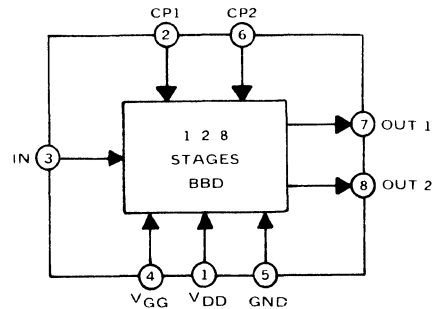 CP1 CP2
2 6
7 OUT 1
1 2 8
IN 3 STAGES
BBD
8 OUT 2
4 1 5
VGG VDD GND